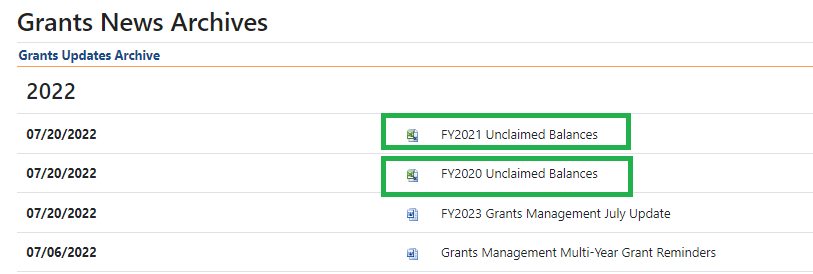 Grants News Archives
Grants Updates Archive
2022
07/20/2022 FY2021 Unclaimed Balances
07/20/2022 FY2020 Unclaimed Balances
07/20/2022 FY2023 Grants Management July Update
07/06/2022 Grants Management Multi-Year Grant Reminders